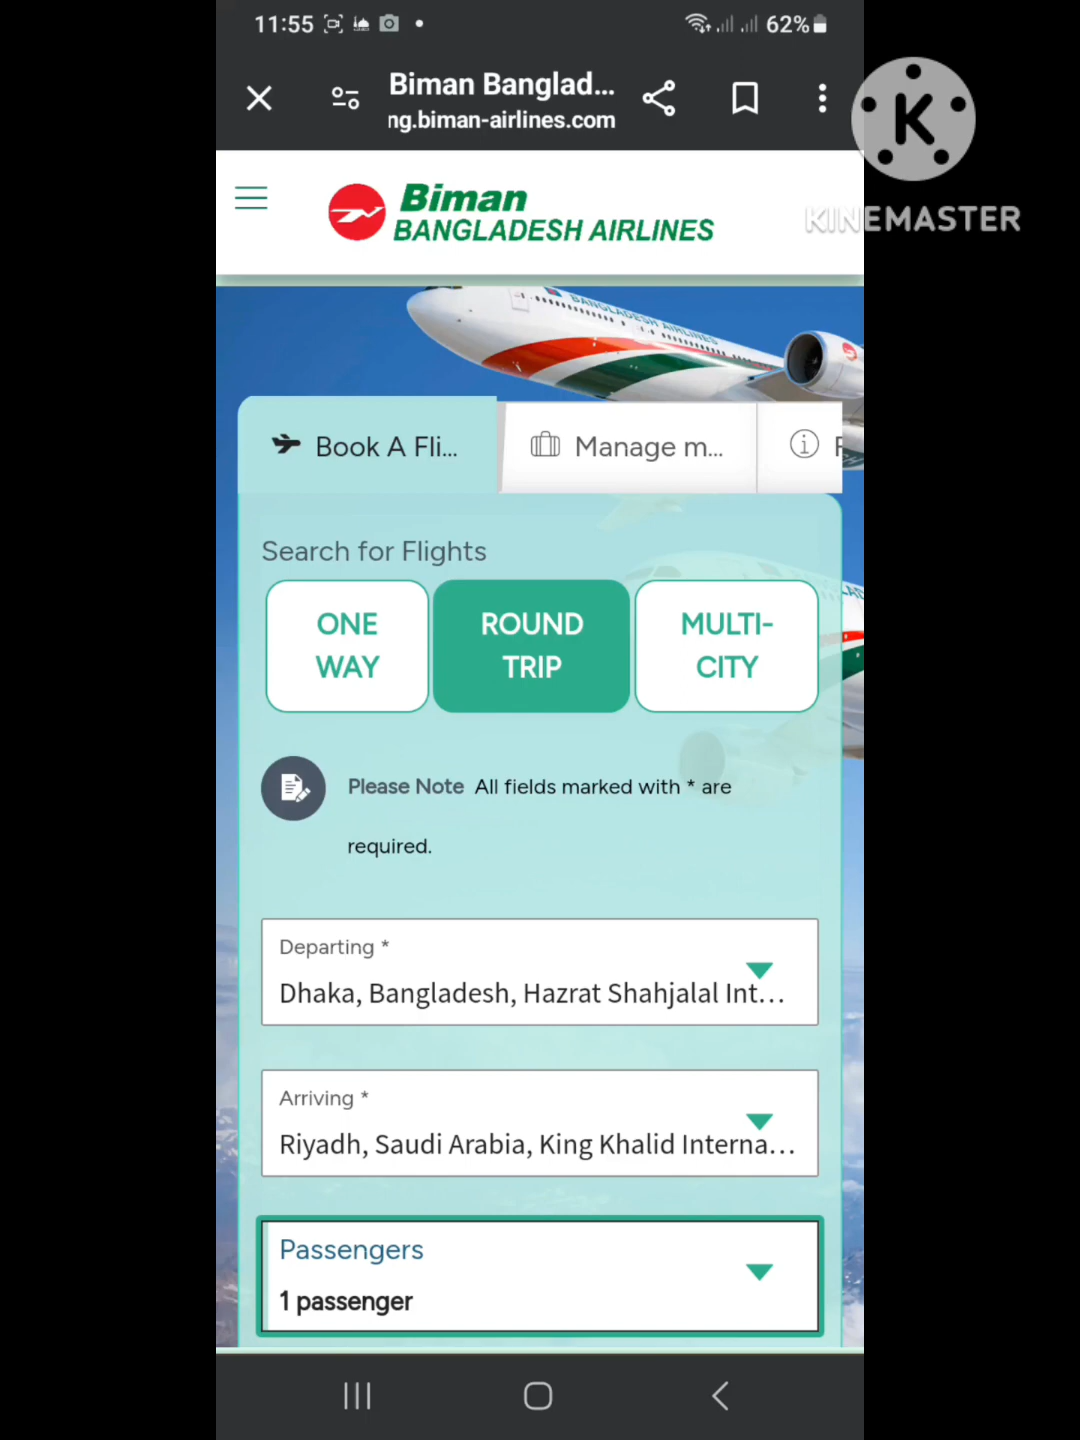 11:55
62%
Biman Banglad...
ng.biman-airlines.com
K
KINEMASTER
Biman
BANGLADESH AIRLINES
BANGLADESH AIRLINES
Book A Fli...
Manage m...
Search for Flights
ONE
WAY
ROUND
TRIP
MULTI-
CITY
Please Note All fields marked with * are
required.
Departing *
Dhaka, Bangladesh, Hazrat Shahjalal Int...
Arriving *
Riyadh, Saudi Arabia, King Khalid Interna...
Passengers
1 passenger